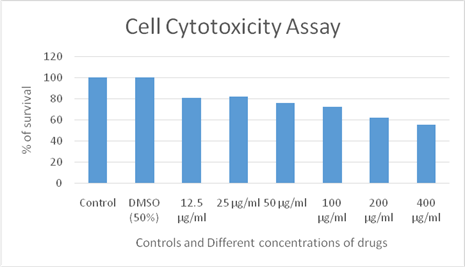 Cell Cytotoxicity Assay
120
100
80
60
40
20
0
% of survival
Control DMSO 12.5 25 µg/ml 50 µg/ml 100 200 400
(50%) µg/ml µg/ml µg/ml µg/ml
Controls and Different concentrations of drugs